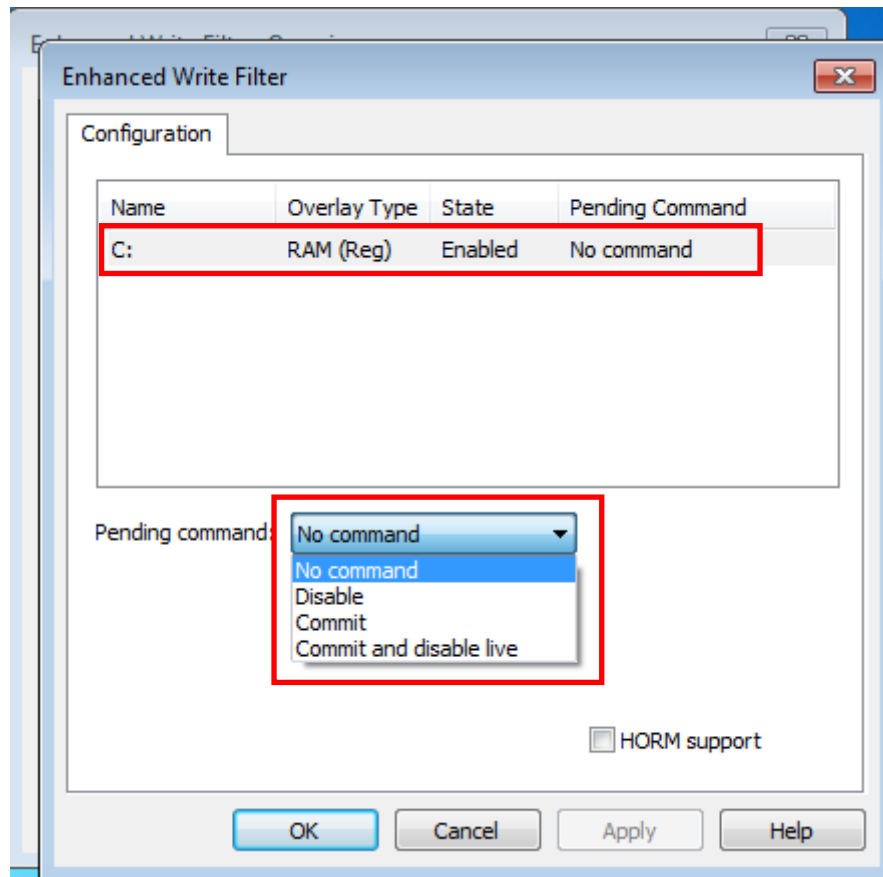 Enhanced Write Filter
Configuration
Name Overlay Type State Pending Command
C: RAM (Reg) Enabled No command
Pending command: No command
No command
Disable
Commit
Commit and disable live
HORM support
OK Cancel Apply Help